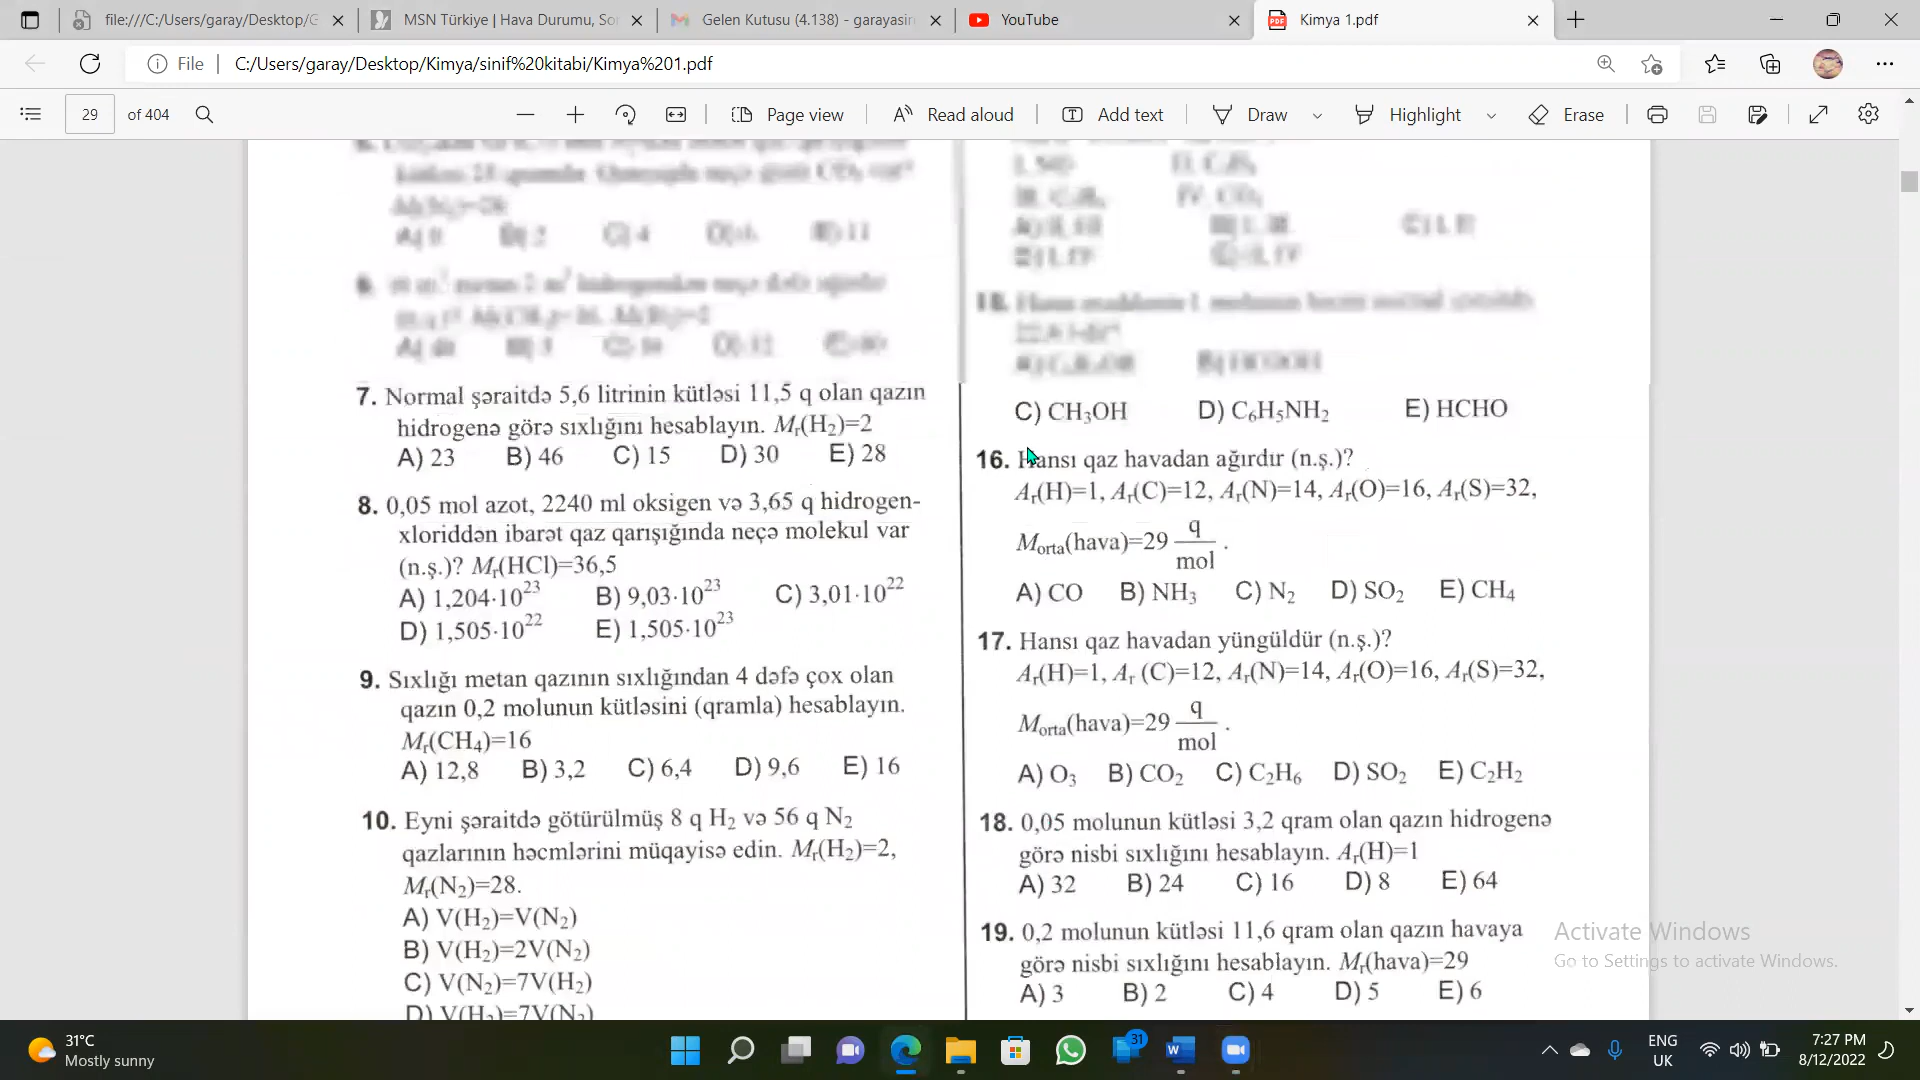 file:///C:/Users/garay/Desktop/G
MSN Türkiye | Hava Durumu, So
Gelen Kutusu (4.138) - garayasir
YouTube
Kimya 1.pdf
File
C:/Users/garay/Desktop/Kimya/sinif%20kitabi/Kimya%201.pdf
29 of 404
Page view
Read aloud
Add text
Draw
Highlight
Erase
7. Normal şəraitdə 5,6 litrinin kütləsi 11,5 q olan qazın
hidrogenə görə sıxlığını hesablayın. Mr(H₂)=2
A) 23 B) 46 C) 15 D) 30 E) 28
8. 0,05 mol azot, 2240 ml oksigen və 3,65 q hidrogen-
xloriddən ibarət qaz qarışığında neçə molekul var
(n.ş.)? Mr(HCl)=36,5
A) 1,204·10²³ B) 9,03·10²³ C) 3,01·10²²
D) 1,505·10²² E) 1,505·10²³
9. Sıxlığı metan qazının sıxlığından 4 dəfə çox olan
qazın 0,2 molunun kütləsini (qramla) hesablayın.
Mr(CH₄)=16
A) 12,8 B) 3,2 C) 6,4 D) 9,6 E) 16
10. Eyni şəraitdə götürülmüş 8 q H₂ və 56 q N₂
qazlarının həcmlərini müqayisə edin. Mr(H₂)=2,
Mr(N₂)=28.
A) V(H₂)=V(N₂)
B) V(H₂)=2V(N₂)
C) V(N₂)=7V(H₂)
D) V(H₂)=7V(N₂)
C) CH₃OH D) C₆H₅NH₂ E) HCHO
16. Hansı qaz havadan ağırdır (n.ş.)?
Ar(H)=1, Ar(C)=12, Ar(N)=14, Ar(O)=16, Ar(S)=32,
Morta(hava)=29 q/mol .
A) CO B) NH₃ C) N₂ D) SO₂ E) CH₄
17. Hansı qaz havadan yüngüldür (n.ş.)?
Ar(H)=1, Ar (C)=12, Ar(N)=14, Ar(O)=16, Ar(S)=32,
Morta(hava)=29 q/mol .
A) O₃ B) CO₂ C) C₂H₆ D) SO₂ E) C₂H₂
18. 0,05 molunun kütləsi 3,2 qram olan qazın hidrogenə
görə nisbi sıxlığını hesablayın. Ar(H)=1
A) 32 B) 24 C) 16 D) 8 E) 64
19. 0,2 molunun kütləsi 11,6 qram olan qazın havaya
görə nisbi sıxlığını hesablayın. Mr(hava)=29
A) 3 B) 2 C) 4 D) 5 E) 6
Activate Windows
Go to Settings to activate Windows.
31°C
Mostly sunny
31
ENG
UK
7:27 PM
8/12/2022